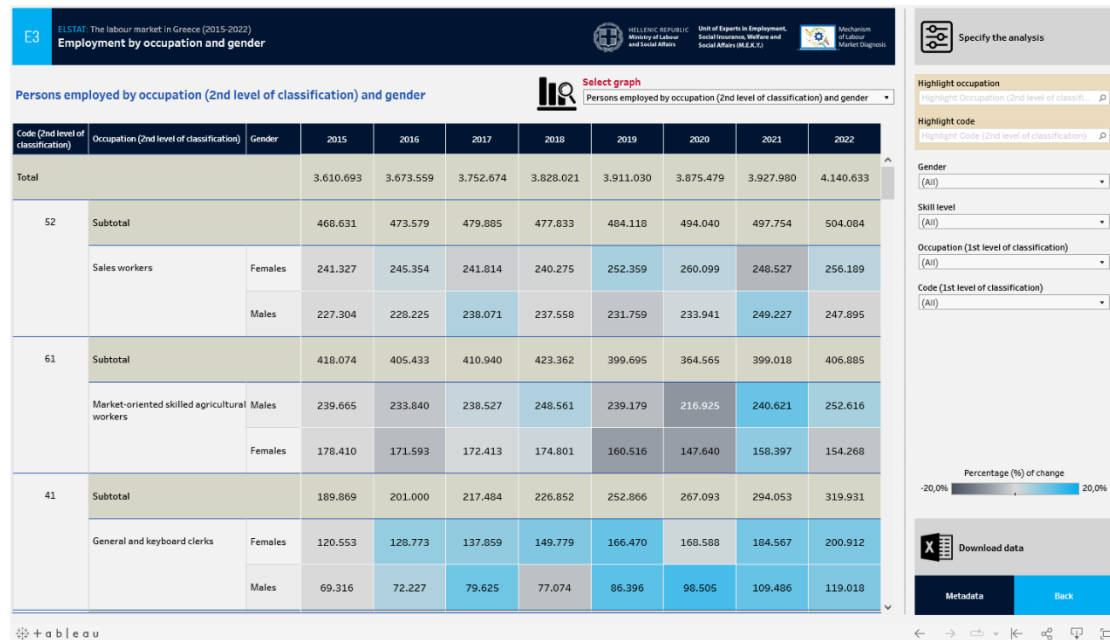 E3
ELSTAT: The labour market in Greece (2015-2022)
Employment by occupation and gender
HELLENIC REPUBLIC
Ministry of Labour
and Social Affairs
Unit of Experts in Employment,
Social Insurance, Welfare and
Social Affairs (M.E.K.Y.)
Mechanism
of Labour
Market Diagnosis
Specify the analysis
Persons employed by occupation (2nd level of classification) and gender
Select graph
Persons employed by occupation (2nd level of classification) and gender
Highlight occupation
Highlight Occupation (2nd level of classifi...
Highlight code
Highlight Code (2nd level of classification)
Gender
(All)
Skill level
(All)
Occupation (1st level of classification)
(All)
Code (1st level of classification)
(All)
Code (2nd level of
classification) Occupation (2nd level of classification) Gender 2015 2016 2017 2018 2019 2020 2021 2022
Total 3.610.693 3.673.559 3.752.674 3.828.021 3.911.030 3.875.479 3.927.980 4.140.633
52 Subtotal 468.631 473.579 479.885 477.833 484.118 494.040 497.754 504.084
Sales workers Females 241.327 245.354 241.814 240.275 252.359 260.099 248.527 256.189
Males 227.304 228.225 238.071 237.558 231.759 233.941 249.227 247.895
61 Subtotal 418.074 405.433 410.940 423.362 399.695 364.565 399.018 406.885
Market-oriented skilled agricultural
workers Males 239.665 233.840 238.527 248.561 239.179 216.925 240.621 252.616
Females 178.410 171.593 172.413 174.801 160.516 147.640 158.397 154.268
41 Subtotal 189.869 201.000 217.484 226.852 252.866 267.093 294.053 319.931
General and keyboard clerks Females 120.553 128.773 137.859 149.779 166.470 168.588 184.567 200.912
Males 69.316 72.227 79.625 77.074 86.396 98.505 109.486 119.018
Percentage (%) of change
-20,0% 20,0%
Download data
Metadata
Back
+ableau